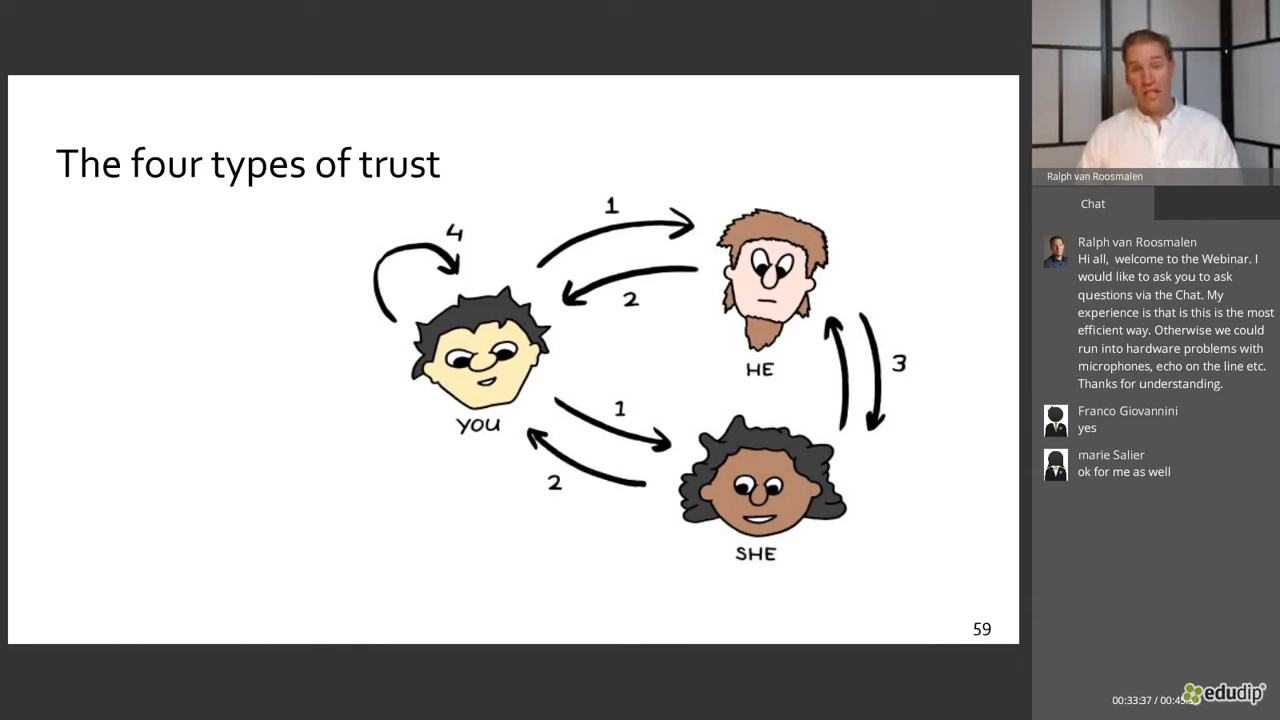 The four types of trust
1
4
2
YOU
HE
3
1
2
SHE
59
Ralph van Roosmalen
Chat
Ralph van Roosmalen
Hi all, welcome to the Webinar. I
would like to ask you to ask
questions via the Chat. My
experience is that is this is the most
efficient way. Otherwise we could
run into hardware problems with
microphones, echo on the line etc.
Thanks for understanding.
Franco Giovannini
yes
marie Salier
ok for me as well
00:33:37 /
edudip